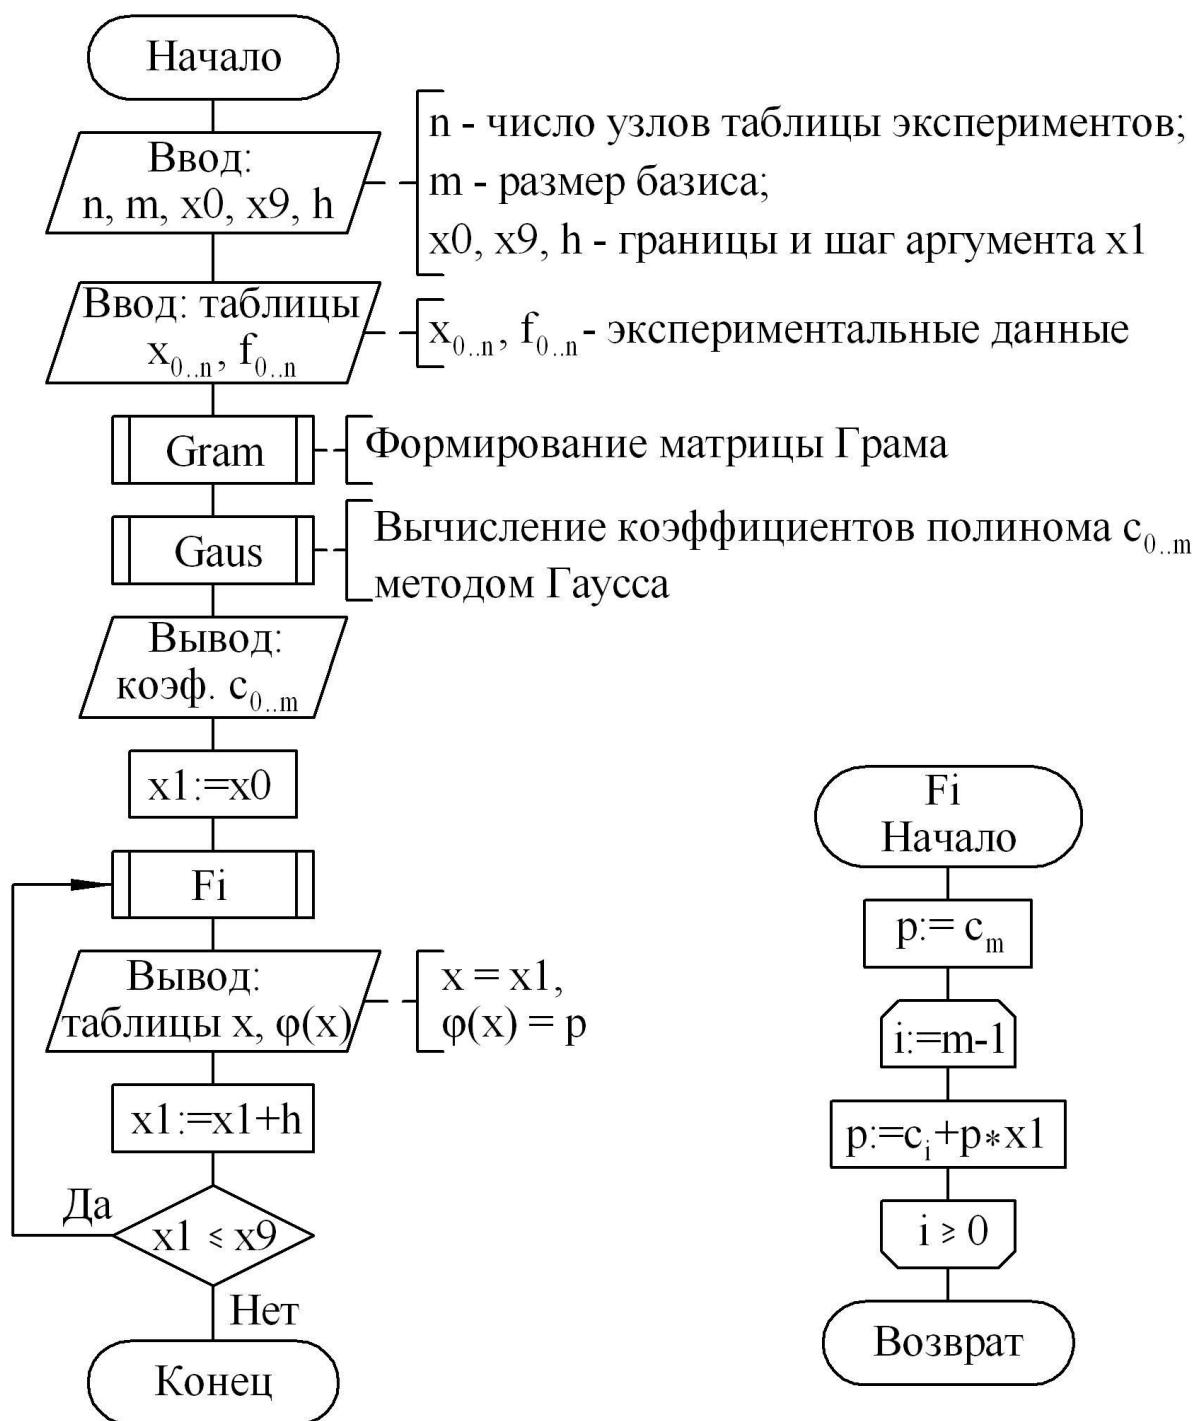 Начало
Ввод:
n, m, x0, x9, h
n - число узлов таблицы экспериментов;
m - размер базиса;
x0, x9, h - границы и шаг аргумента x1
Ввод: таблицы
x0..n, f0..n
x0..n, f0..n - экспериментальные данные
Gram
Формирование матрицы Грама
Gaus
Вычисление коэффициентов полинома c0..m
методом Гаусса
Вывод:
коэф. c0..m
x1:=x0
Fi
Вывод:
таблицы x, φ(x)
x = x1,
φ(x) = p
x1:=x1+h
Да
x1 ⩽ x9
Нет
Конец
Fi
Начало
p:= cm
i:=m-1
p:=ci+p*x1
i ⩾ 0
Возврат